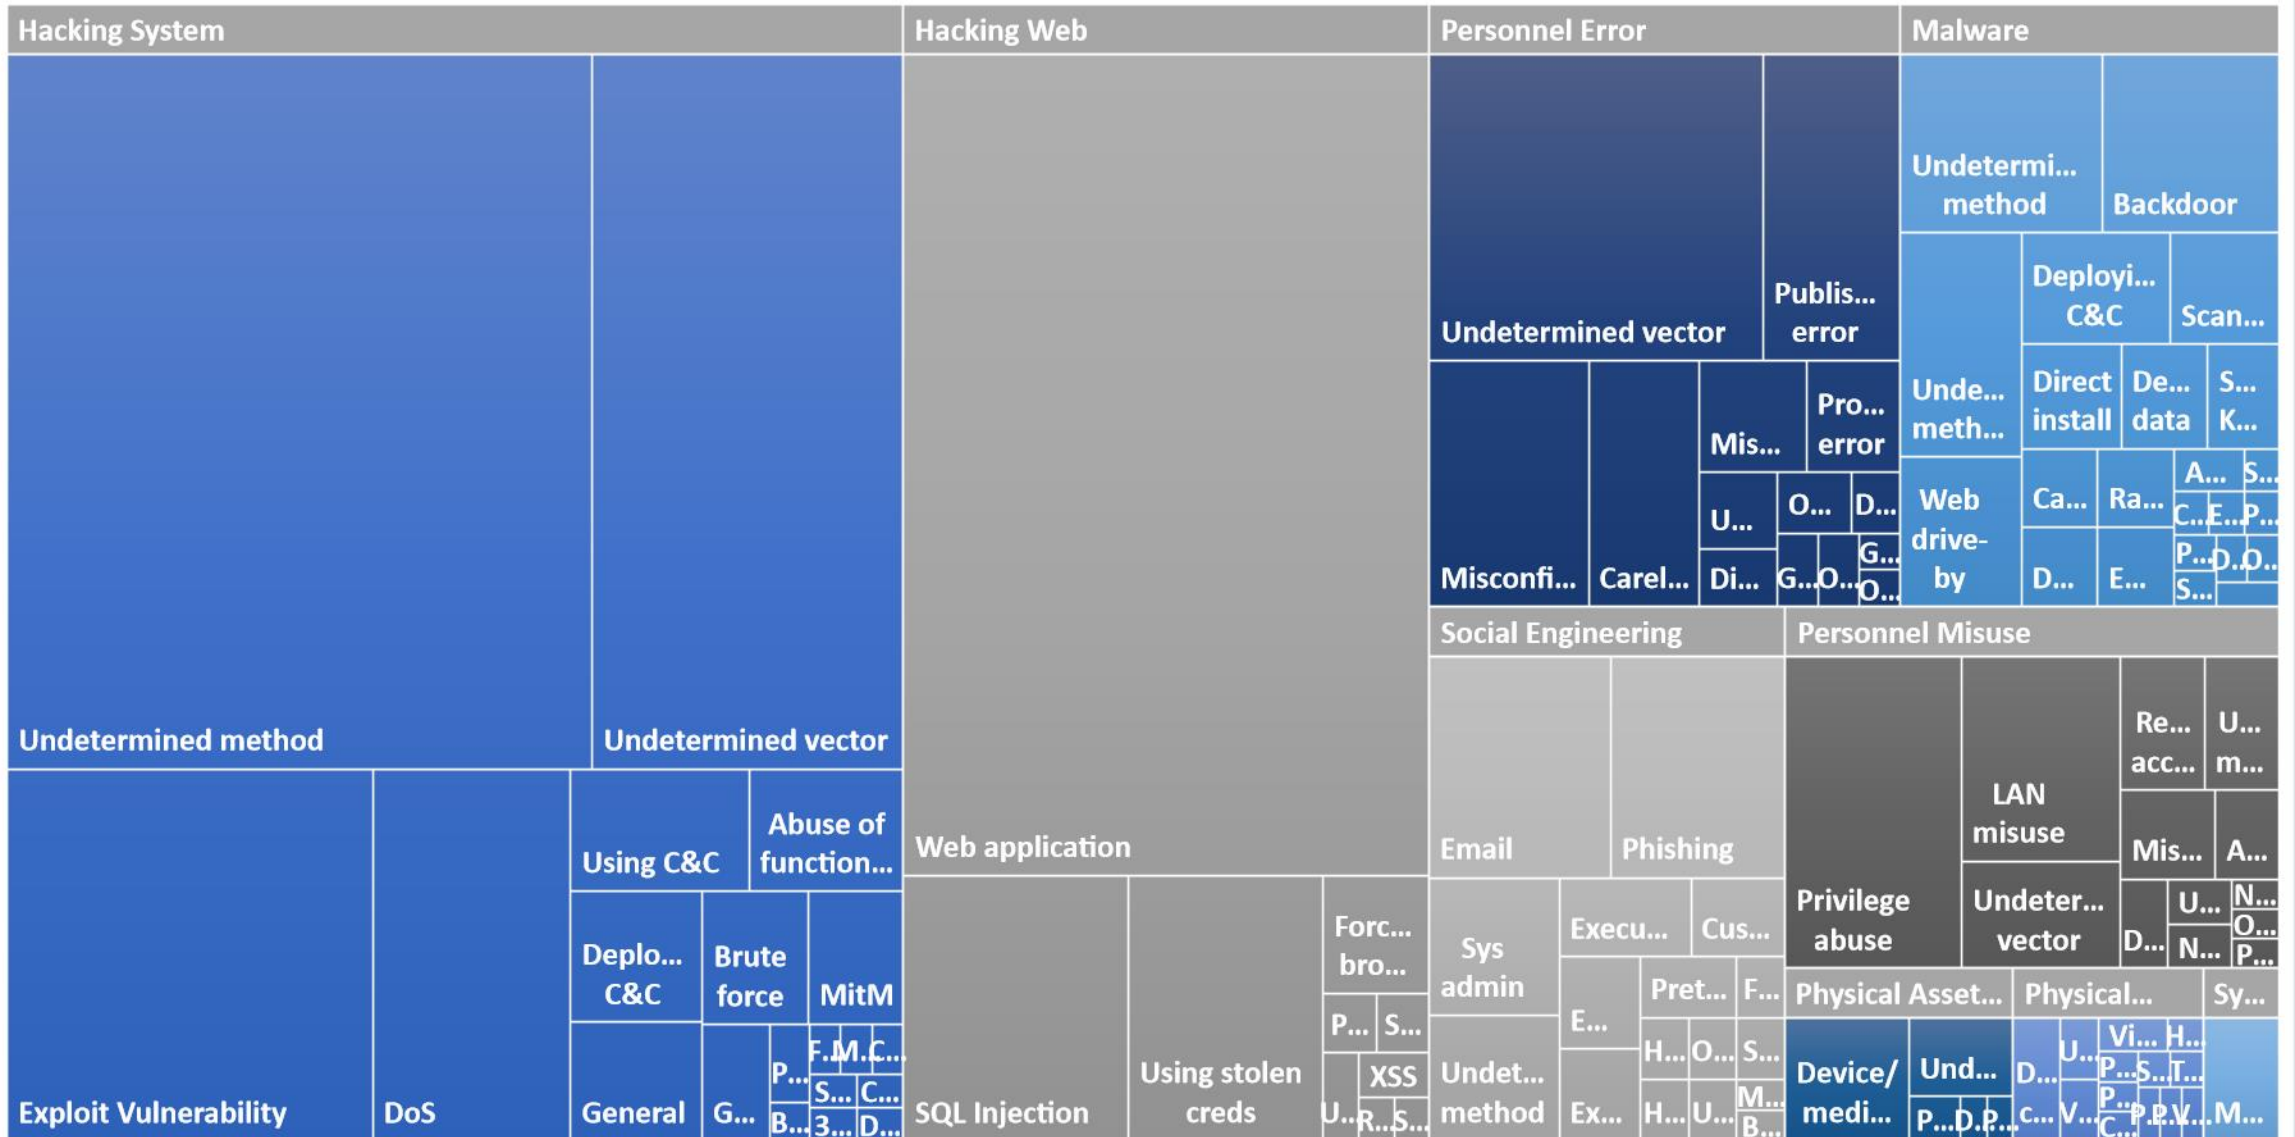 Hacking System
Undetermined method
Undetermined vector
Exploit Vulnerability
DoS
Using C&C
Abuse of
function...
Deplo...
C&C
Brute
force
MitM
General
G...
P...
B...
F...
M...
C...
S...
C...
3...
D...
Hacking Web
Web application
SQL Injection
Using stolen
creds
Forc...
bro...
P...
S...
U...
XSS
R...
S...
Personnel Error
Undetermined vector
Publis...
error
Misconfi...
Carel...
Mis...
Pro...
error
U...
Di...
O...
D...
G...
O...
G...
O...
Malware
Undetermi...
method
Backdoor
Unde...
meth...
Web
drive-
by
Deployi...
C&C
Scan...
Direct
install
De...
data
S...
K...
Ca...
Ra...
D...
E...
A...
S...
C...
E...
P...
P...
D...
O...
S...
Social Engineering
Email
Phishing
Sys
admin
Undet...
method
Execu...
Cus...
E...
Ex...
Pret...
F...
H...
O...
S...
H...
U...
M...
B...
Personnel Misuse
Privilege
abuse
LAN
misuse
Undeter...
vector
Re...
acc...
U...
m...
Mis...
A...
D...
U...
N...
N...
O...
P...
Physical Asset...
Device/
medi...
Und...
P...
D...
P...
Physical...
D...
c...
U...
V...
Vi...
H...
P...
S...
T...
P...
C...
P...
P...
V...
Sy...
M...